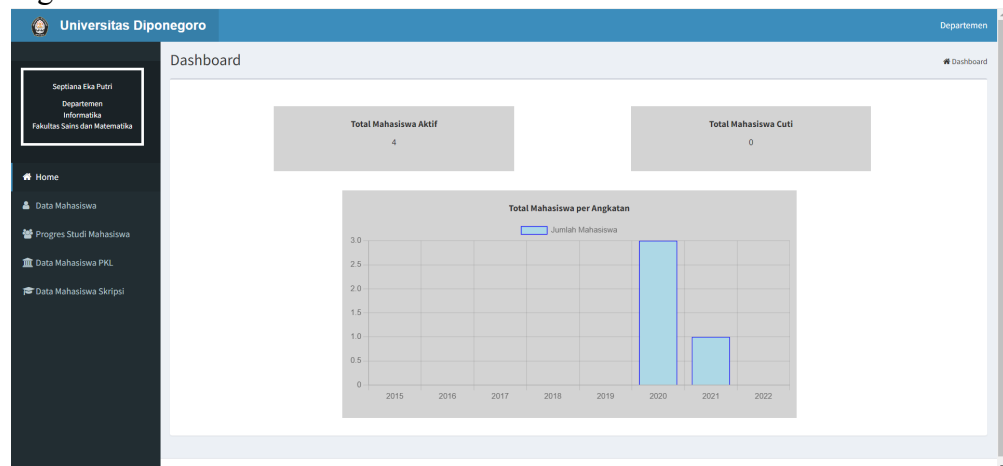 Universitas Diponegoro
Departemen
Dashboard
Dashboard
Septiana Eka Putri
Departemen
Informatika
Fakultas Sains dan Matematika
Home
Data Mahasiswa
Progres Studi Mahasiswa
Data Mahasiswa PKL
Data Mahasiswa Skripsi
Total Mahasiswa Aktif
4
Total Mahasiswa Cuti
0
Total Mahasiswa per Angkatan
Jumlah Mahasiswa
3.0
2.5
2.0
1.5
1.0
0.5
0
2015 2016 2017 2018 2019 2020 2021 2022